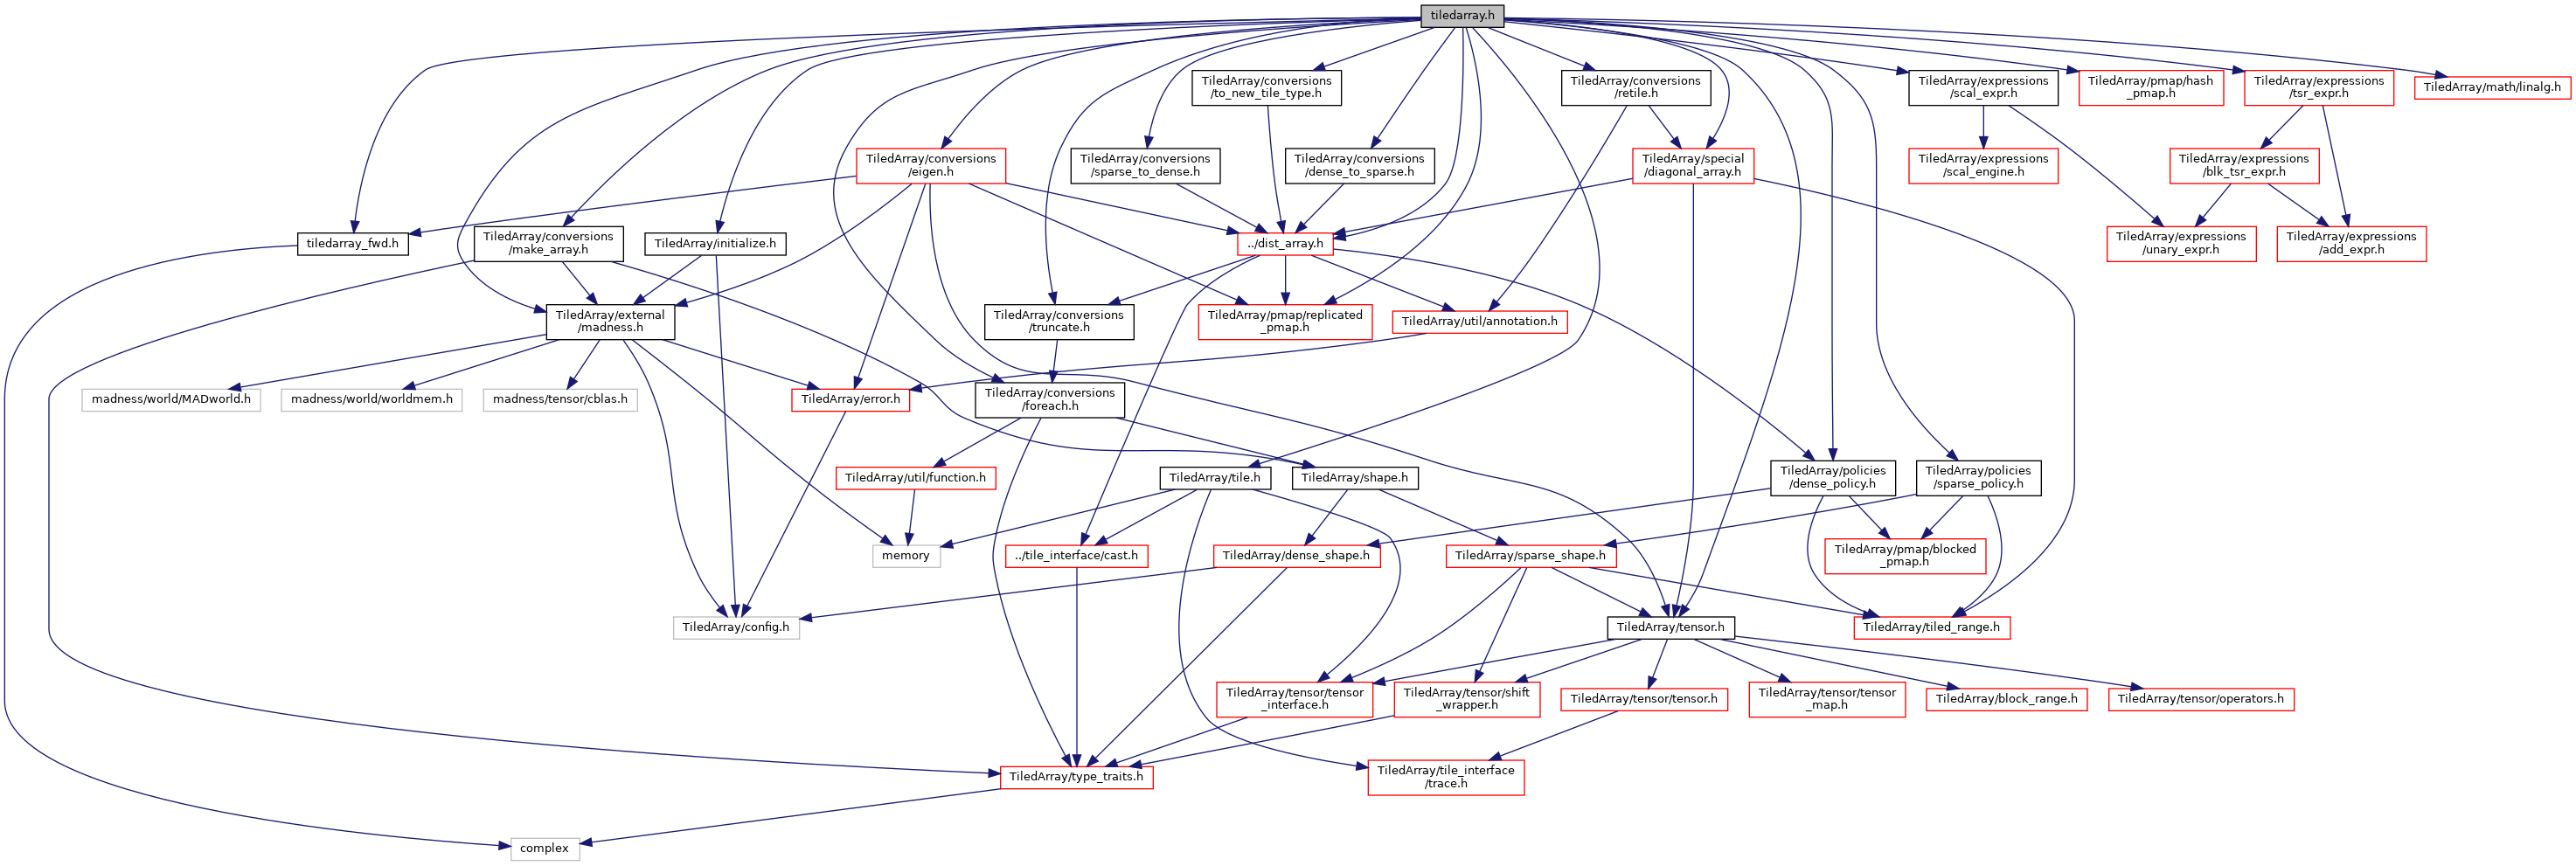 tiledarray.h
TiledArray/conversions
/to_new_tile_type.h
TiledArray/conversions
/retile.h
TiledArray/expressions
/scal_expr.h
TiledArray/pmap/hash
_pmap.h
TiledArray/expressions
/tsr_expr.h
TiledArray/math/linalg.h
TiledArray/conversions
/eigen.h
TiledArray/conversions
/sparse_to_dense.h
TiledArray/conversions
/dense_to_sparse.h
TiledArray/special
/diagonal_array.h
TiledArray/expressions
/scal_engine.h
TiledArray/expressions
/blk_tsr_expr.h
tiledarray_fwd.h
TiledArray/conversions
/make_array.h
TiledArray/initialize.h
../dist_array.h
TiledArray/expressions
/unary_expr.h
TiledArray/expressions
/add_expr.h
TiledArray/external
/madness.h
TiledArray/conversions
/truncate.h
TiledArray/pmap/replicated
_pmap.h
TiledArray/util/annotation.h
madness/world/MADworld.h
madness/world/worldmem.h
madness/tensor/cblas.h
TiledArray/error.h
TiledArray/conversions
/foreach.h
TiledArray/util/function.h
TiledArray/tile.h
TiledArray/shape.h
TiledArray/policies
/dense_policy.h
TiledArray/policies
/sparse_policy.h
memory
../tile_interface/cast.h
TiledArray/dense_shape.h
TiledArray/sparse_shape.h
TiledArray/pmap/blocked
_pmap.h
TiledArray/config.h
TiledArray/tensor.h
TiledArray/tiled_range.h
TiledArray/tensor/tensor
_interface.h
TiledArray/tensor/shift
_wrapper.h
TiledArray/tensor/tensor.h
TiledArray/tensor/tensor
_map.h
TiledArray/block_range.h
TiledArray/tensor/operators.h
TiledArray/type_traits.h
TiledArray/tile_interface
/trace.h
complex